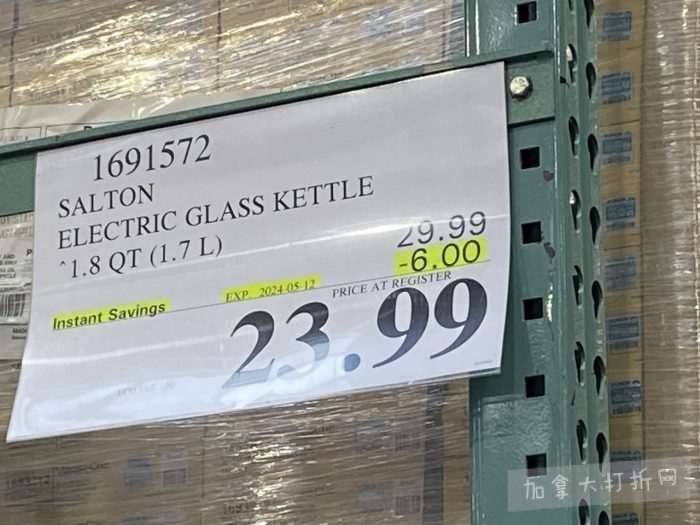 1691572
SALTON
ELECTRIC GLASS KETTLE
^1.8 QT (1.7 L)
29.99
-6.00
Instant Savings
EXP. 2024-05-12
PRICE AT REGISTER
23.99
加拿大打折网